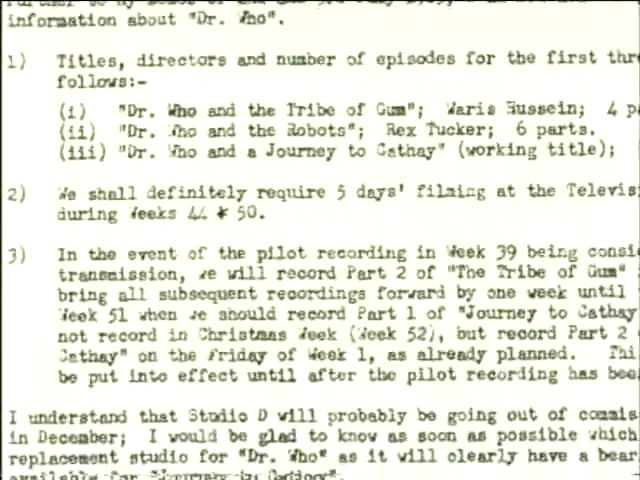 information about "Dr. Who".
1) Titles, directors and number of episodes for the first
follows:-
(i) "Dr. Who and the Tribe of Gum"; Waris Hussein; 4
(ii) "Dr. Who and the Robots"; Rex Tucker; 6 parts.
(iii) "Dr. Who and a Journey to Cathay" (working title);
2) We shall definitely require 5 days' filming at the
during Weeks 44 & 50.
3) In the event of the pilot recording in Week 39 being
transmission, we will record Part 2 of "The Tribe of Gum"
bring all subsequent recordings forward by one week until
Week 51 when we should record Part 1 of "Journey to Cathay
not record in Christmas Week (Week 52), but record Part 2
Cathay" on the Friday of Week 1, as already planned.
be put into effect until after the pilot recording has
I understand that Studio D will probably be going out of
in December; I would be glad to know as soon as possible which
replacement studio for "Dr. Who" as it will clearly have a
available for "Journey to